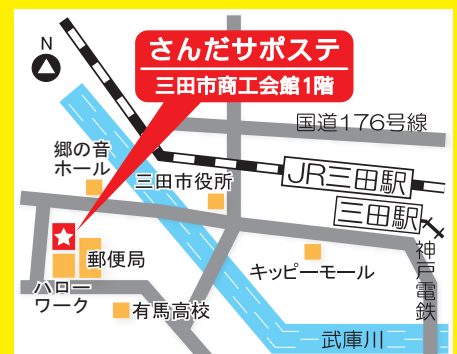 N
さんだサポステ
三田市商工会館1階
国道176号線
郷の音
ホール
三田市役所
JR三田駅
三田駅
神戸電鉄
郵便局
キッピーモール
ハロー
ワーク
有馬高校
武庫川